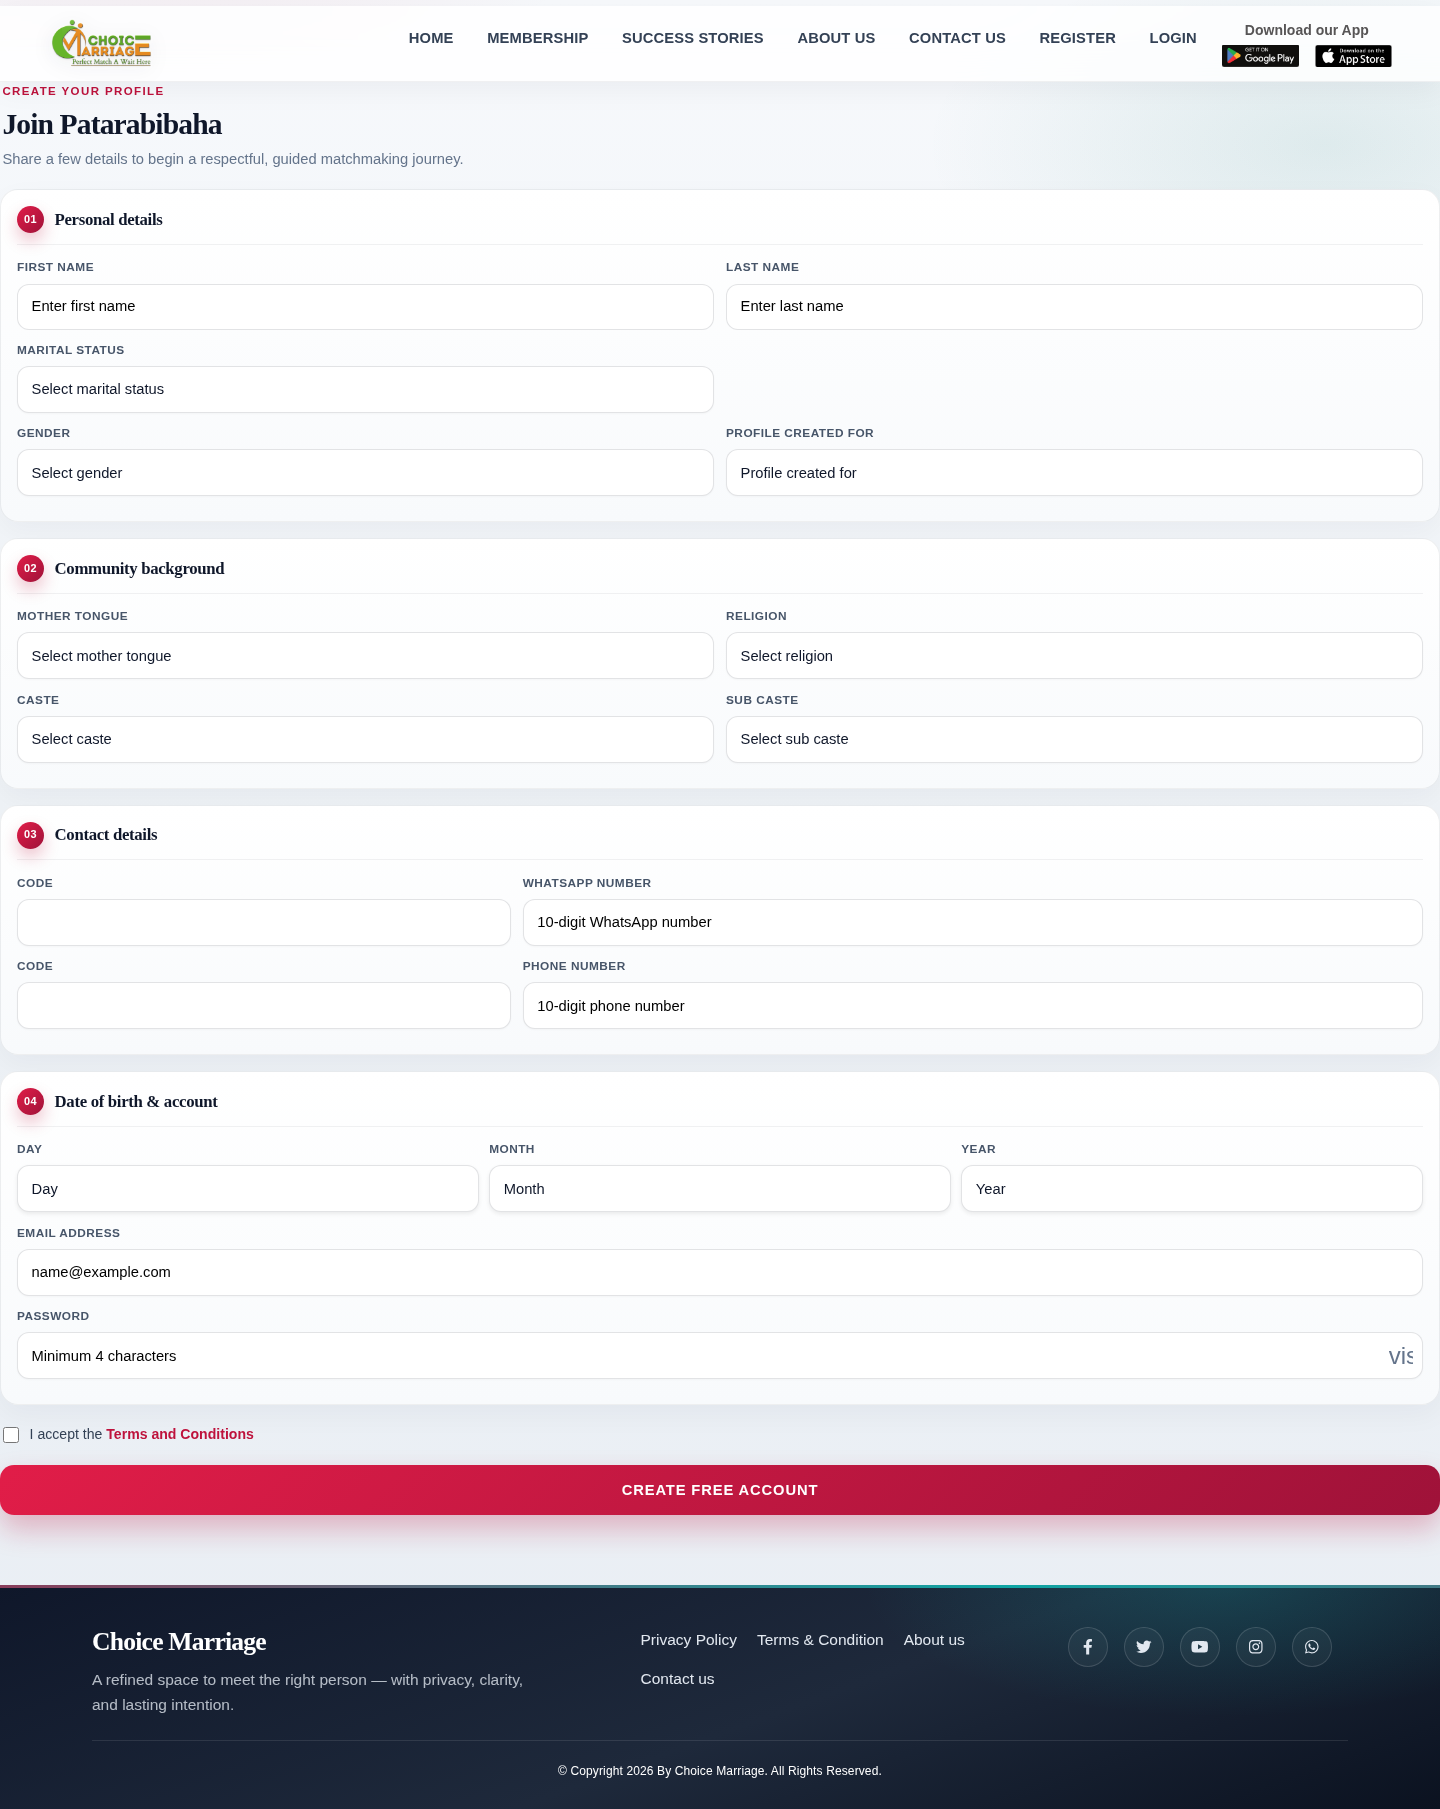 CHOICE
MARRIAGE
Perfect Match A Wait Here
HOME MEMBERSHIP SUCCESS STORIES ABOUT US CONTACT US REGISTER LOGIN
Download our App
GET IT ON
Google Play
Download on the
App Store
CREATE YOUR PROFILE
Join Patarabibaha
Share a few details to begin a respectful, guided matchmaking journey.
01 Personal details
FIRST NAME LAST NAME
Enter first name Enter last name
MARITAL STATUS
Select marital status
GENDER PROFILE CREATED FOR
Select gender Profile created for
02 Community background
MOTHER TONGUE RELIGION
Select mother tongue Select religion
CASTE SUB CASTE
Select caste Select sub caste
03 Contact details
CODE WHATSAPP NUMBER
10-digit WhatsApp number
CODE PHONE NUMBER
10-digit phone number
04 Date of birth & account
DAY MONTH YEAR
Day Month Year
EMAIL ADDRESS
name@example.com
PASSWORD
Minimum 4 characters vis
I accept the Terms and Conditions
CREATE FREE ACCOUNT
Choice Marriage
A refined space to meet the right person — with privacy, clarity,
and lasting intention.
Privacy Policy Terms & Condition About us
Contact us
© Copyright 2026 By Choice Marriage. All Rights Reserved.